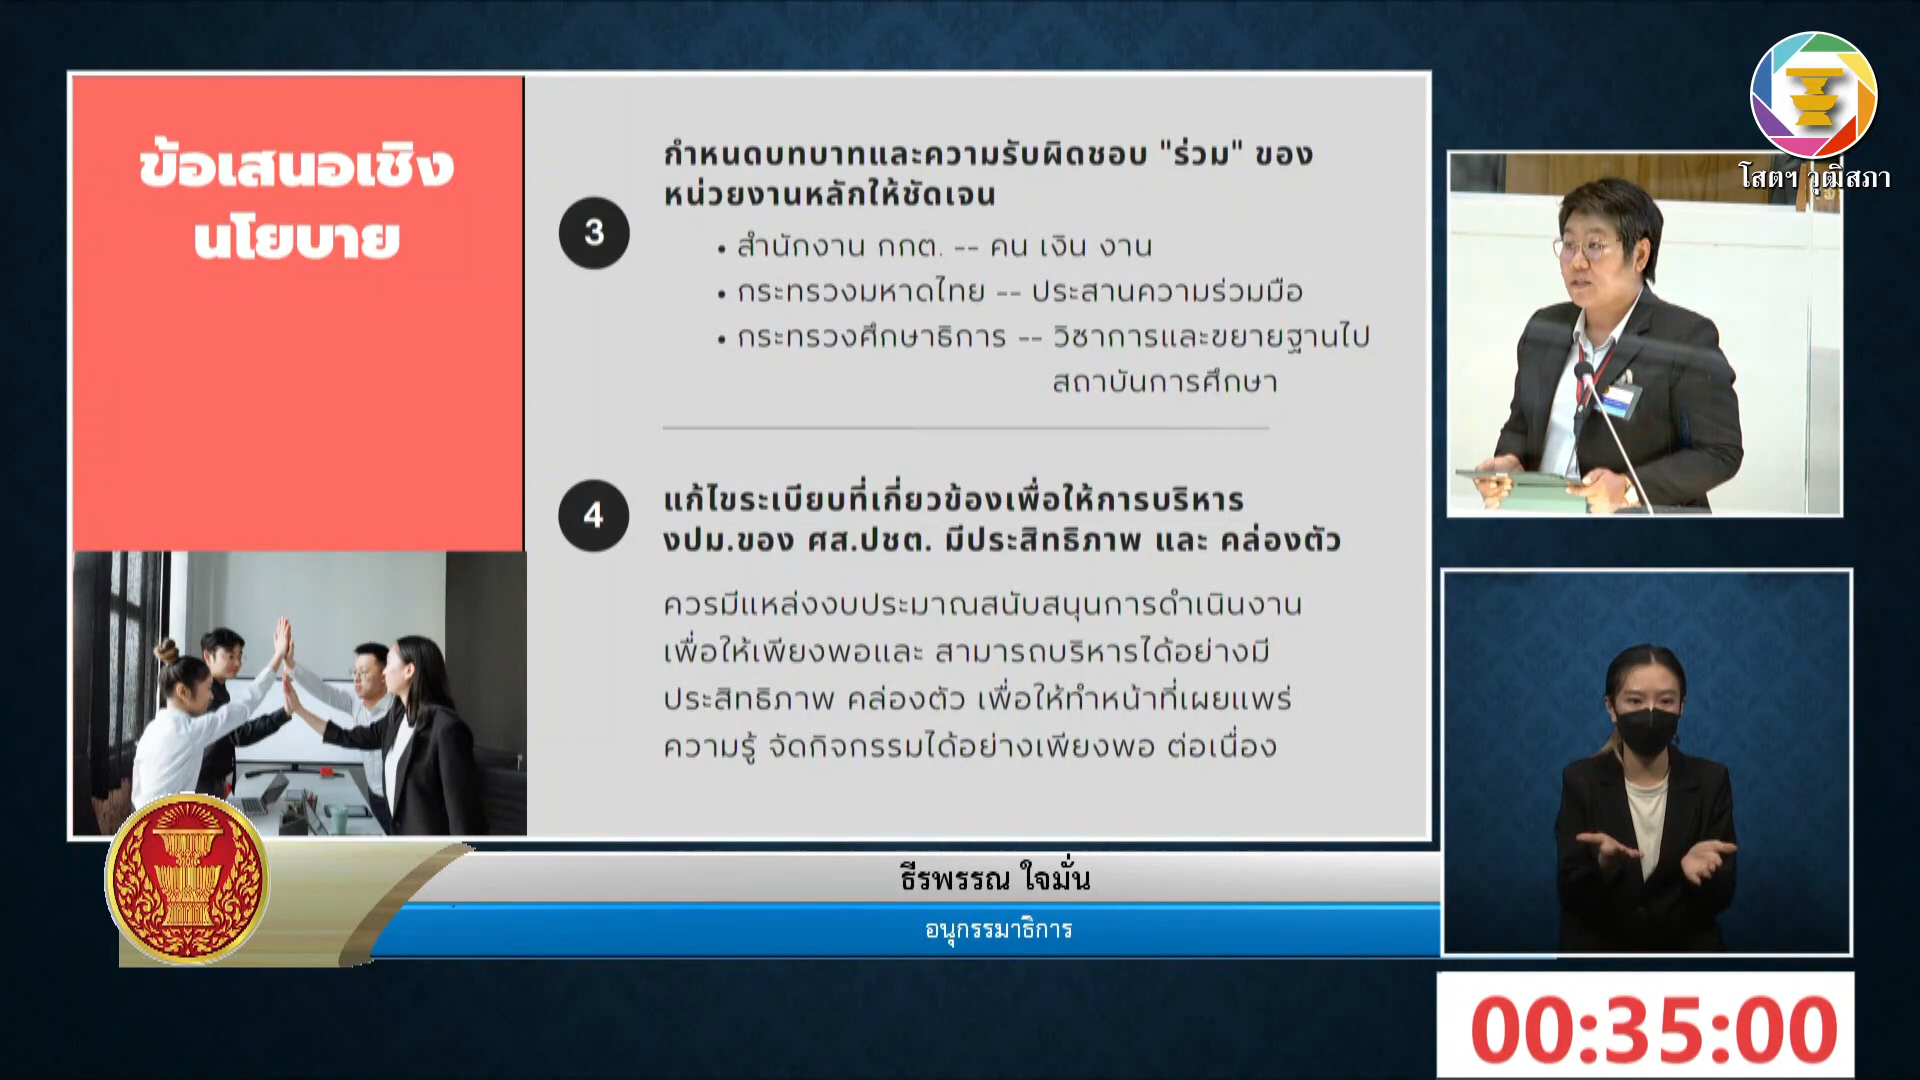 ข้อเสนอเชิง
นโยบาย
3
กำหนดบทบาทและความรับผิดชอบ "ร่วม" ของ
หน่วยงานหลักให้ชัดเจน
• สำนักงาน กกต. -- คน เงิน งาน
• กระทรวงมหาดไทย -- ประสานความร่วมมือ
• กระทรวงศึกษาธิการ -- วิชาการและขยายฐานไป
สถาบันการศึกษา
4
แก้ไขระเบียบที่เกี่ยวข้องเพื่อให้การบริหาร
งปม.ของ ศส.ปชต. มีประสิทธิภาพ และ คล่องตัว
ควรมีแหล่งงบประมาณสนับสนุนการดำเนินงาน
เพื่อให้เพียงพอและ สามารถบริหารได้อย่างมี
ประสิทธิภาพ คล่องตัว เพื่อให้ทำหน้าที่เผยแพร่
ความรู้ จัดกิจกรรมได้อย่างเพียงพอ ต่อเนื่อง
โสตฯ วุฒิสภา
ธีรพรรณ ใจมั่น
อนุกรรมาธิการ
00:35:00